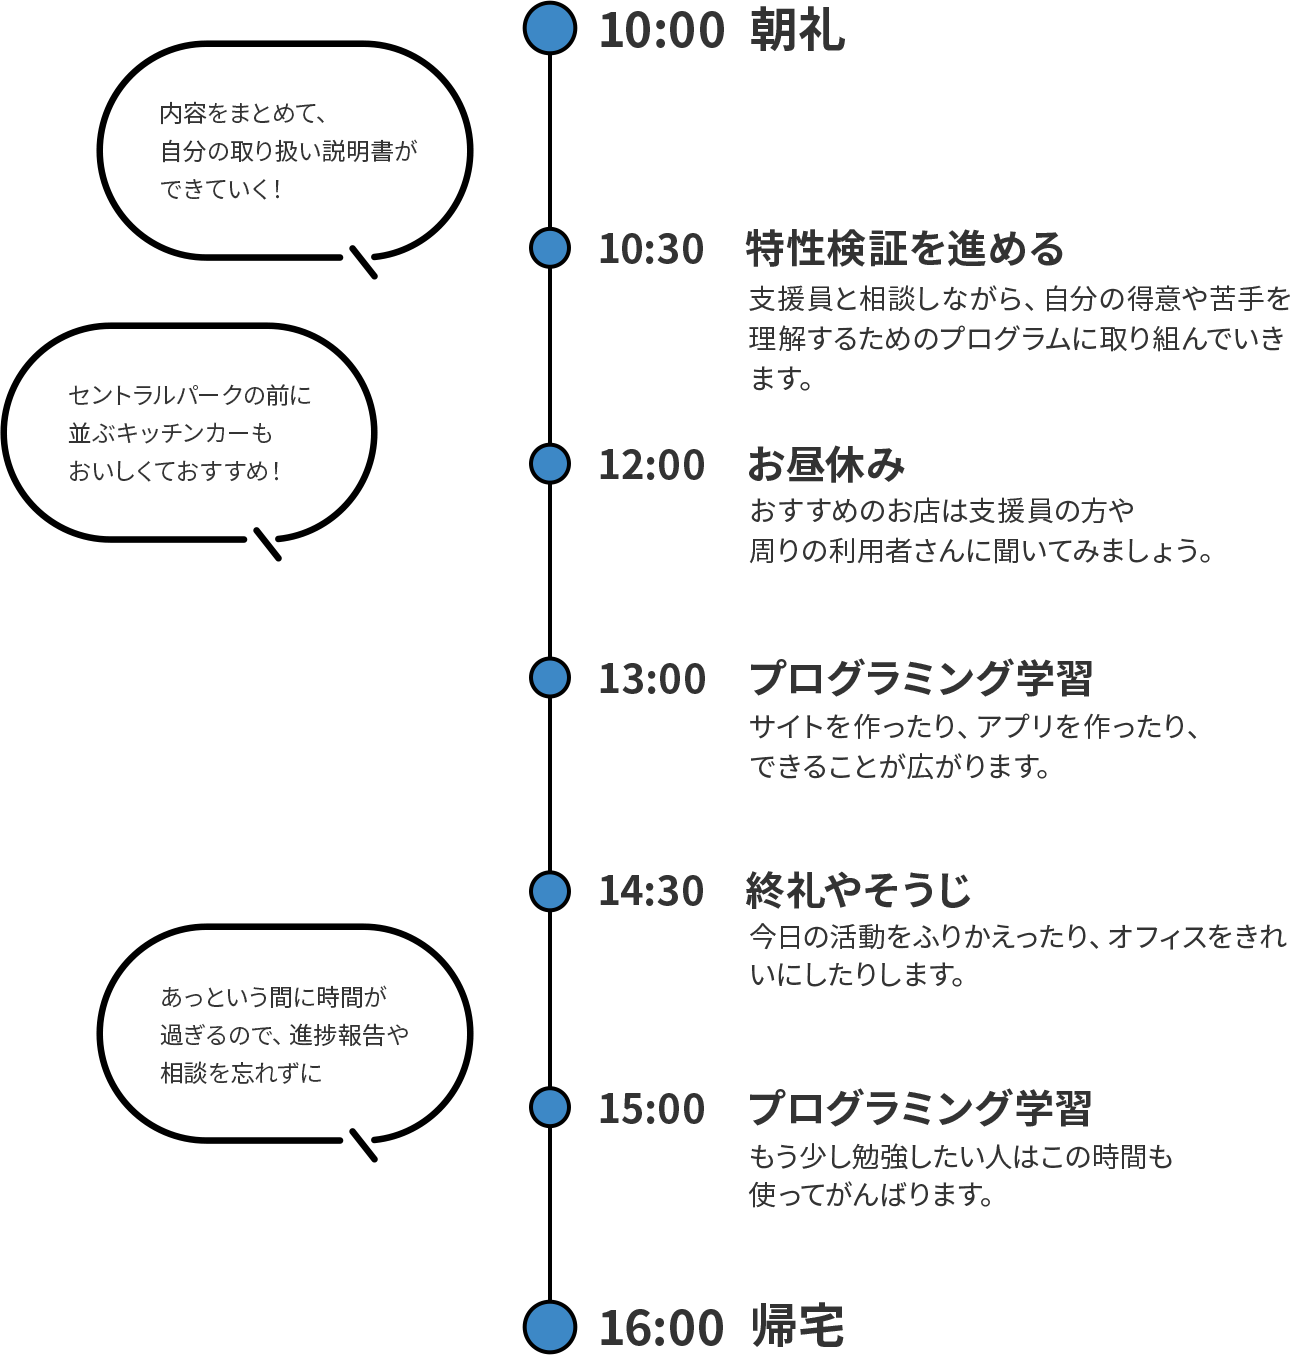 10:00 朝礼
内容をまとめて、
自分の取り扱い説明書が
できていく！
10:30 特性検証を進める
支援員と相談しながら、自分の得意や苦手を
理解するためのプログラムに取り組んでいき
ます。
セントラルパークの前に
並ぶキッチンカーも
おいしくておすすめ！
12:00 お昼休み
おすすめのお店は支援員の方や
周りの利用者さんに聞いてみましょう。
13:00 プログラミング学習
サイトを作ったり、アプリを作ったり、
できることが広がります。
14:30 終礼やそうじ
今日の活動をふりかえったり、オフィスをきれ
いにしたりします。
あっという間に時間が
過ぎるので、進捗報告や
相談を忘れずに
15:00 プログラミング学習
もう少し勉強したい人はこの時間も
使ってがんばります。
16:00 帰宅